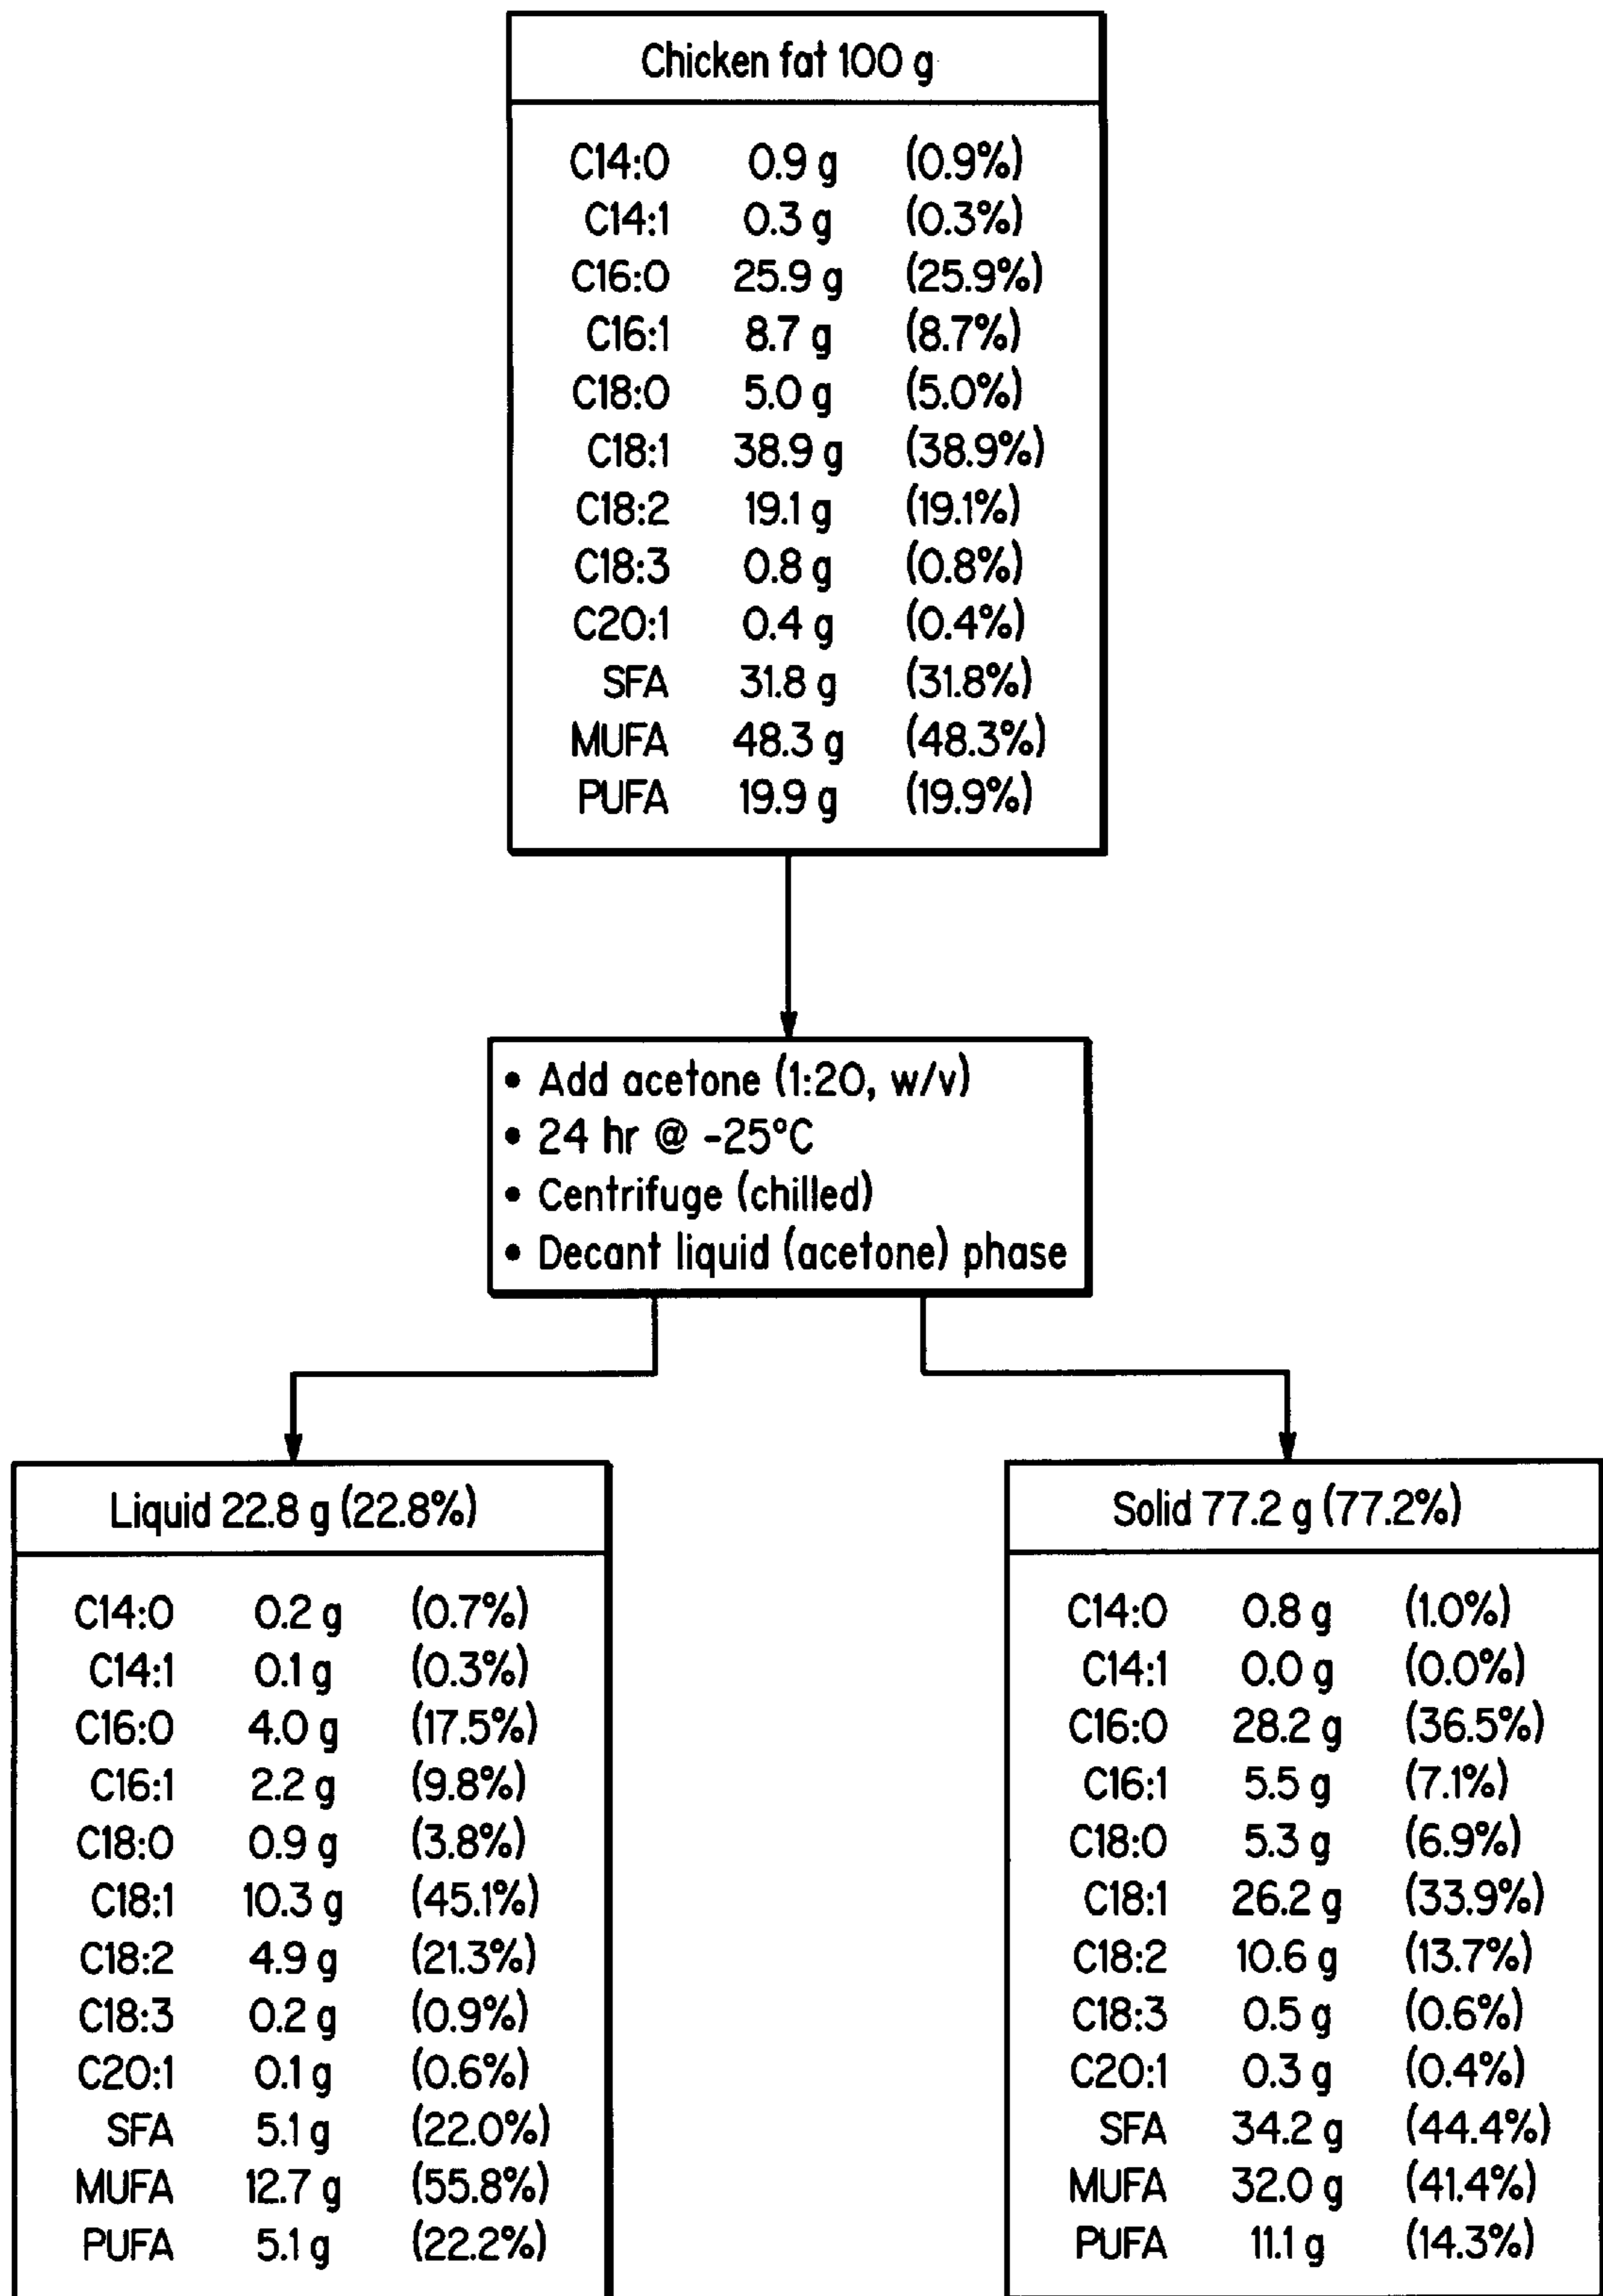 Chicken fat 100 g
C14:0 0.9 g (0.9%)
C14:1 0.3 g (0.3%)
C16:0 25.9 g (25.9%)
C16:1 8.7 g (8.7%)
C18:0 5.0 g (5.0%)
C18:1 38.9 g (38.9%)
C18:2 19.1 g (19.1%)
C18:3 0.8 g (0.8%)
C20:1 0.4 g (0.4%)
SFA 31.8 g (31.8%)
MUFA 48.3 g (48.3%)
PUFA 19.9 g (19.9%)
• Add acetone (1:20, w/v)
• 24 hr @ -25°C
• Centrifuge (chilled)
• Decant liquid (acetone) phase
Liquid 22.8 g (22.8%)
C14:0 0.2 g (0.7%)
C14:1 0.1 g (0.3%)
C16:0 4.0 g (17.5%)
C16:1 2.2 g (9.8%)
C18:0 0.9 g (3.8%)
C18:1 10.3 g (45.1%)
C18:2 4.9 g (21.3%)
C18:3 0.2 g (0.9%)
C20:1 0.1 g (0.6%)
SFA 5.1 g (22.0%)
MUFA 12.7 g (55.8%)
PUFA 5.1 g (22.2%)
Solid 77.2 g (77.2%)
C14:0 0.8 g (1.0%)
C14:1 0.0 g (0.0%)
C16:0 28.2 g (36.5%)
C16:1 5.5 g (7.1%)
C18:0 5.3 g (6.9%)
C18:1 26.2 g (33.9%)
C18:2 10.6 g (13.7%)
C18:3 0.5 g (0.6%)
C20:1 0.3 g (0.4%)
SFA 34.2 g (44.4%)
MUFA 32.0 g (41.4%)
PUFA 11.1 g (14.3%)